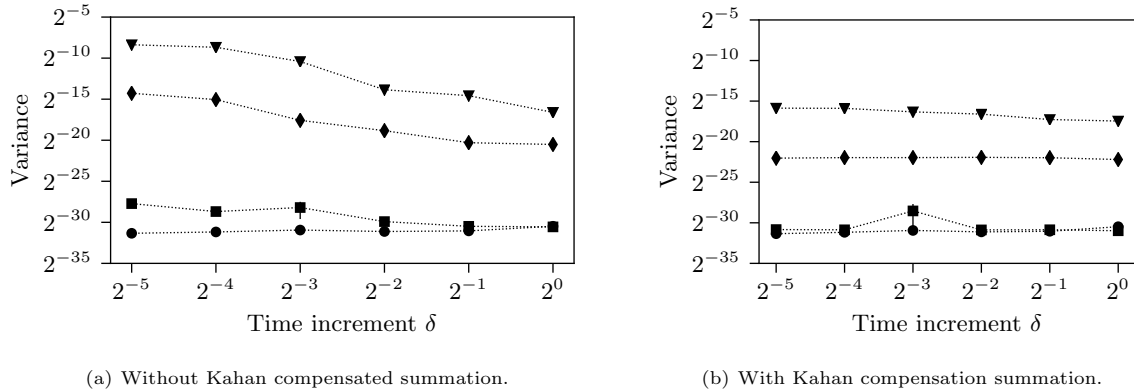 2^{-5}
2^{-10}
2^{-15}
2^{-20}
2^{-25}
2^{-30}
2^{-35}
Variance
2^{-5} 2^{-4} 2^{-3} 2^{-2} 2^{-1} 2^{0}
Time increment δ
(a) Without Kahan compensated summation.
2^{-5}
2^{-10}
2^{-15}
2^{-20}
2^{-25}
2^{-30}
2^{-35}
Variance
2^{-5} 2^{-4} 2^{-3} 2^{-2} 2^{-1} 2^{0}
Time increment δ
(b) With Kahan compensation summation.